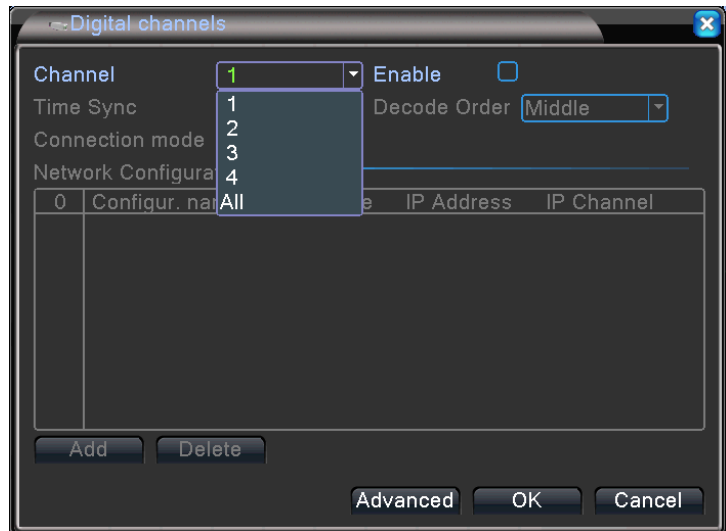 Digital channels
Channel 1 Enable
Time Sync 1 Decode Order Middle
Connection mode 2
3
Network Configura 4
0 Configur. nar All e IP Address IP Channel
Add Delete
Advanced OK Cancel